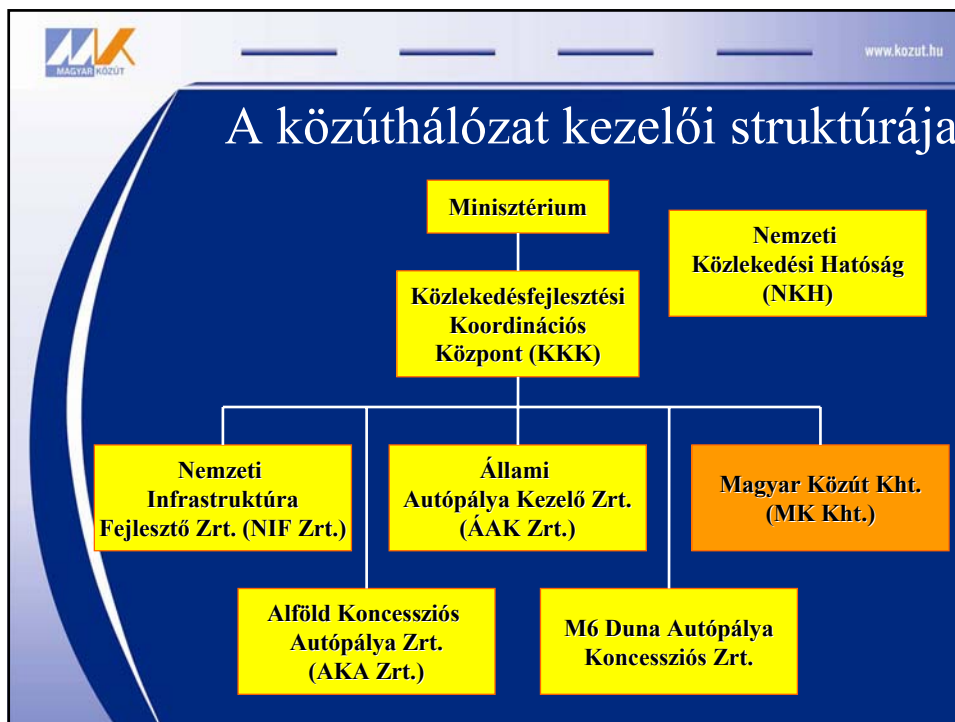 MAGYAR KÖZÚT
www.kozut.hu
A közúthálózat kezelői struktúrája
Minisztérium
Nemzeti
Közlekedési Hatóság
(NKH)
Közlekedésfejlesztési
Koordinációs
Központ (KKK)
Nemzeti
Infrastruktúra
Fejlesztő Zrt. (NIF Zrt.)
Állami
Autópálya Kezelő Zrt.
(ÁAK Zrt.)
Magyar Közút Kht.
(MK Kht.)
Alföld Koncessziós
Autópálya Zrt.
(AKA Zrt.)
M6 Duna Autópálya
Koncessziós Zrt.